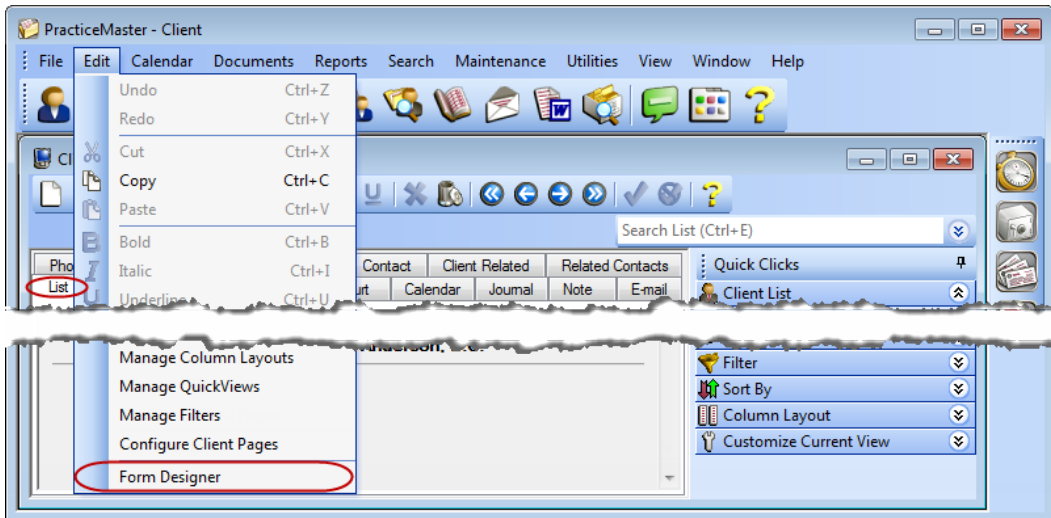 PracticeMaster - Client
File Edit Calendar Documents Reports Search Maintenance Utilities View Window Help
Undo Ctrl+Z
Redo Ctrl+Y
Cut Ctrl+X
Copy Ctrl+C
Paste Ctrl+V
Bold Ctrl+B
Italic Ctrl+I
Underline Ctrl+U
Search List (Ctrl+E)
Contact Client Related Related Contacts
List Calendar Journal Note E-mail
Quick Clicks
Client List
Manage Column Layouts
Manage QuickViews
Manage Filters
Configure Client Pages
Form Designer
Filter
Sort By
Column Layout
Customize Current View